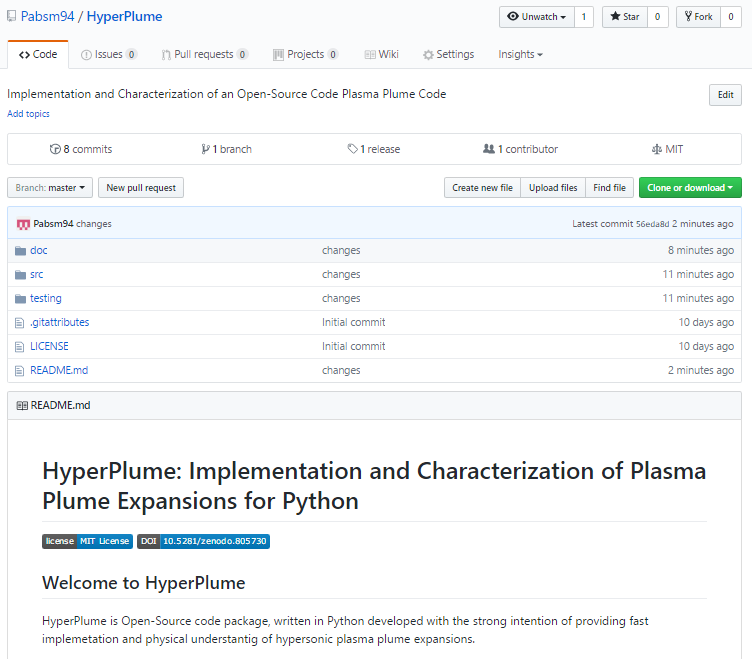 Pabsm94 / HyperPlume
Unwatch 1 Star 0 Fork 0
Code Issues 0 Pull requests 0 Projects 0 Wiki Settings Insights
Implementation and Characterization of an Open-Source Code Plasma Plume Code Edit
Add topics
8 commits 1 branch 1 release 1 contributor MIT
Branch: master New pull request Create new file Upload files Find file Clone or download
Pabsm94 changes Latest commit 56eda8d 2 minutes ago
doc changes 8 minutes ago
src changes 11 minutes ago
testing changes 11 minutes ago
.gitattributes Initial commit 10 days ago
LICENSE Initial commit 10 days ago
README.md changes 2 minutes ago
README.md
HyperPlume: Implementation and Characterization of Plasma
Plume Expansions for Python
license MIT License DOI 10.5281/zenodo.805730
Welcome to HyperPlume
HyperPlume is Open-Source code package, written in Python developed with the strong intention of providing fast
implemetation and physical understantig of hypersonic plasma plume expansions.